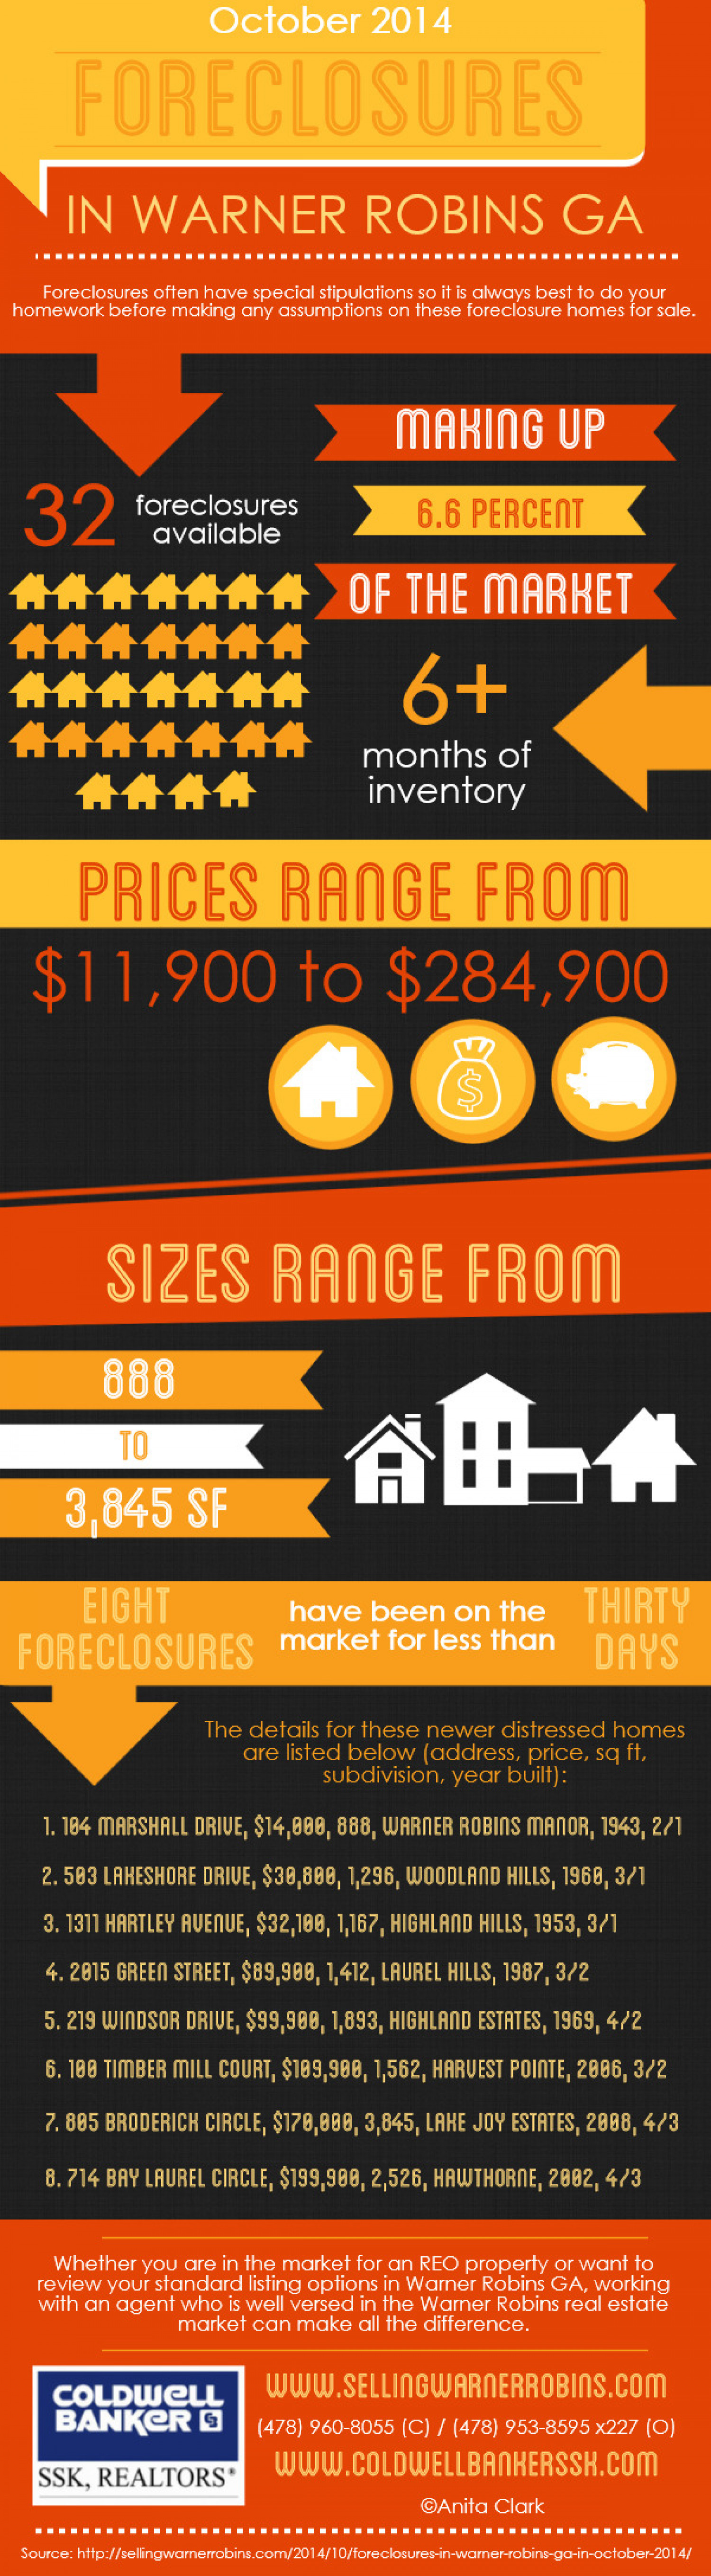 October 2014
FORECLOSURES
IN WARNER ROBINS GA
Foreclosures often have special stipulations so it is always best to do your
homework before making any assumptions on these foreclosure homes for sale.
32 foreclosures
available
MAKING UP
6.6 PERCENT
OF THE MARKET
6+
months of
inventory
PRICES RANGE FROM
$11,900 to $284,900
$
SIZES RANGE FROM
888
TO
3,845 SF
EIGHT
FORECLOSURES
have been on the
market for less than
THIRTY
DAYS
The details for these newer distressed homes
are listed below (address, price, sq ft,
subdivision, year built):
1. 104 MARSHALL DRIVE, $14,000, 888, WARNER ROBINS MANOR, 1943, 2/1
2. 503 LAKESHORE DRIVE, $30,800, 1,296, WOODLAND HILLS, 1960, 3/1
3. 1311 HARTLEY AVENUE, $32,100, 1,167, HIGHLAND HILLS, 1953, 3/1
4. 2015 GREEN STREET, $89,900, 1,412, LAUREL HILLS, 1987, 3/2
5. 219 WINDSOR DRIVE, $99,900, 1,893, HIGHLAND ESTATES, 1969, 4/2
6. 100 TIMBER MILL COURT, $109,900, 1,562, HARVEST POINTE, 2006, 3/2
7. 805 BRODERICK CIRCLE, $170,000, 3,845, LAKE JOY ESTATES, 2008, 4/3
8. 714 BAY LAUREL CIRCLE, $199,900, 2,526, HAWTHORNE, 2002, 4/3
Whether you are in the market for an REO property or want to
review your standard listing options in Warner Robins GA, working
with an agent who is well versed in the Warner Robins real estate
market can make all the difference.
COLDWELL
BANKER
SSK, REALTORS®
WWW.SELLINGWARNERROBINS.COM
(478) 960-8055 (C) / (478) 953-8595 x227 (O)
WWW.COLDWELLBANKERSSK.COM
©Anita Clark
Source: http://sellingwarnerrobins.com/2014/10/foreclosures-in-warner-robins-ga-in-october-2014/